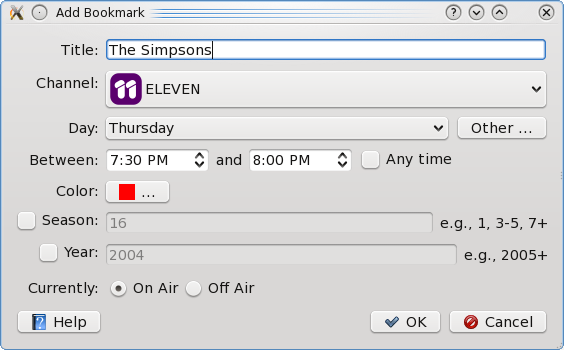 Add Bookmark
Title: The Simpsons
Channel: 11 ELEVEN
Day: Thursday Other ...
Between: 7:30 PM and 8:00 PM Any time
Color: ...
Season: 16 e.g., 1, 3-5, 7+
Year: 2004 e.g., 2005+
Currently: On Air Off Air
Help OK Cancel